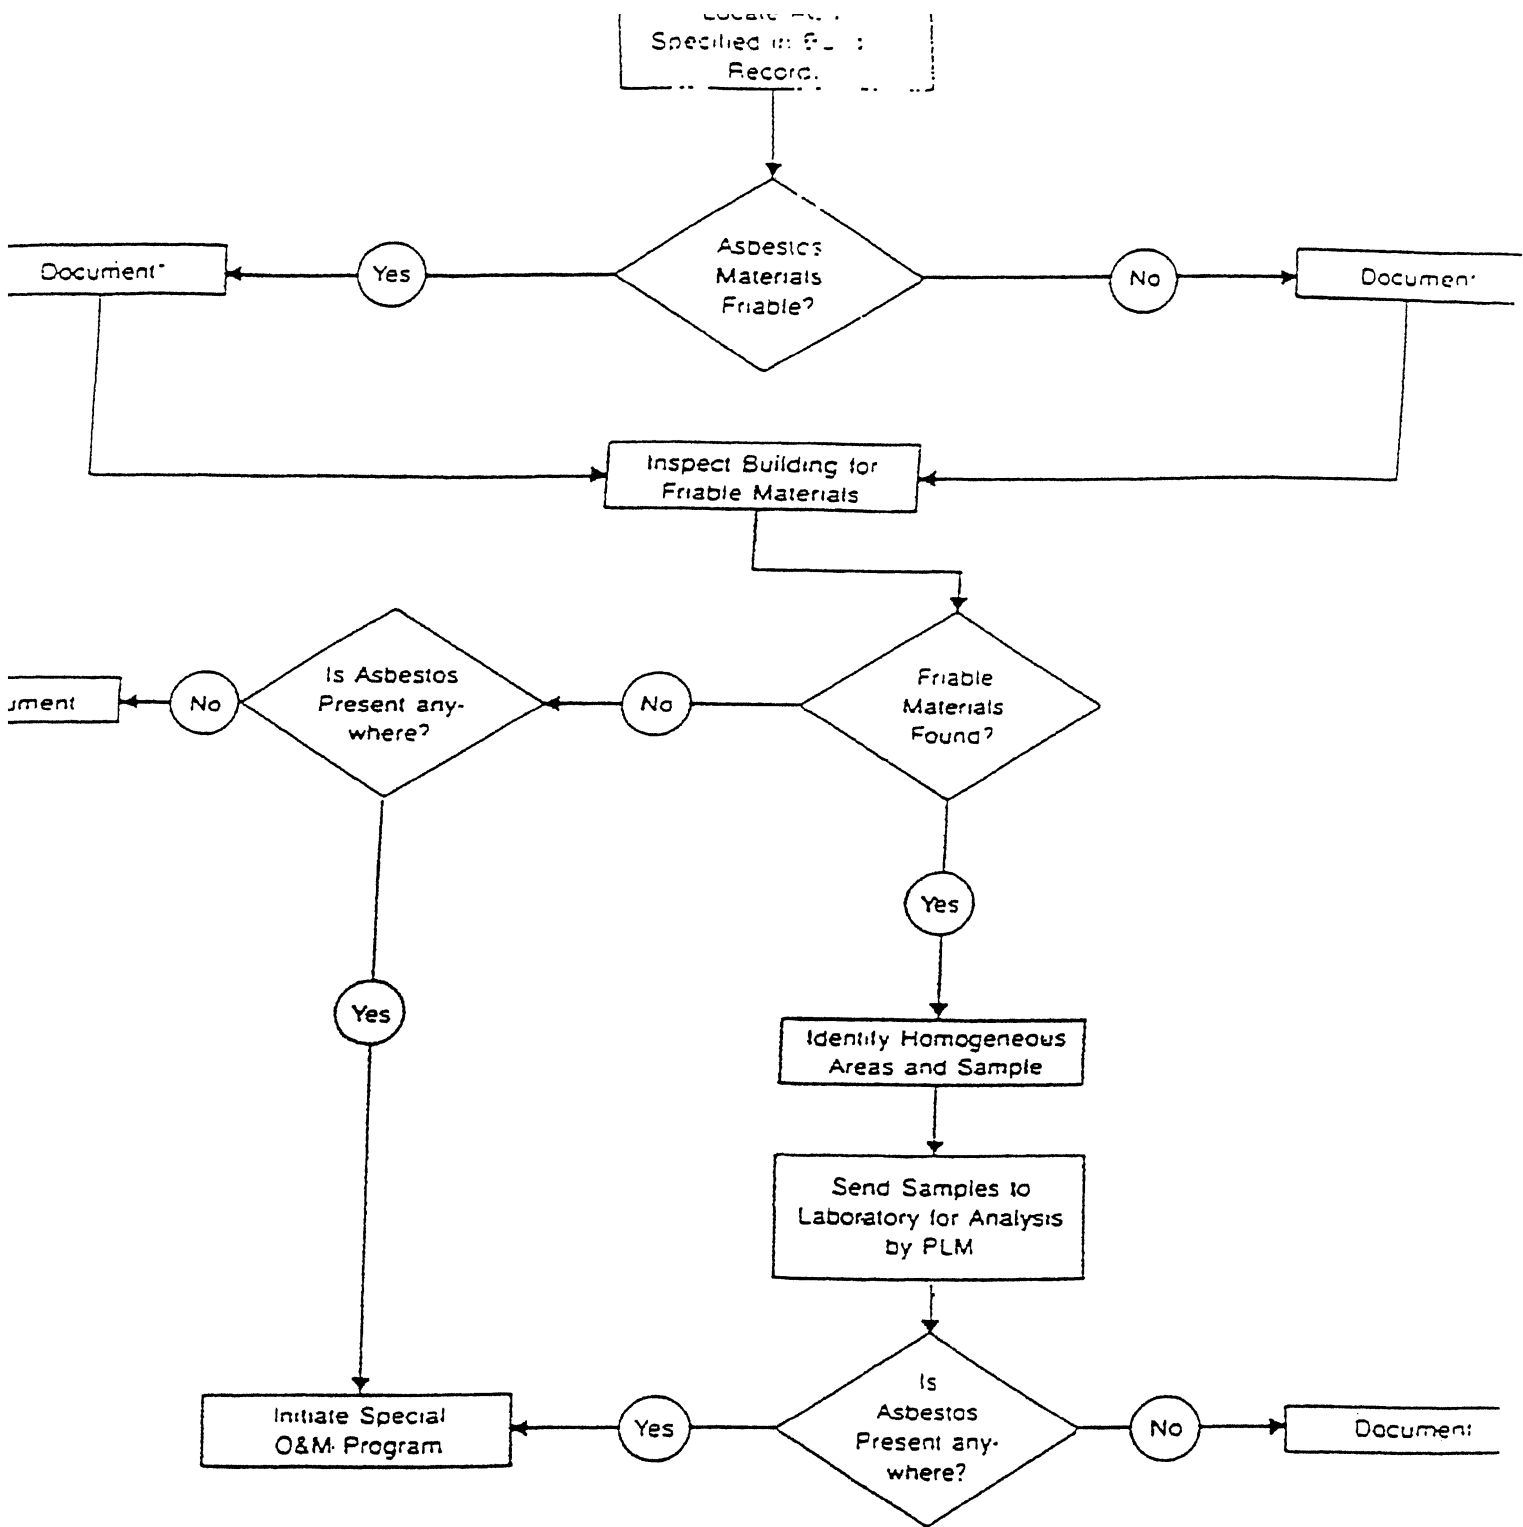 Specified in
Record.
Asbestos
Materials
Friable?
Yes
No
Document*
Document
Inspect Building for
Friable Materials
Is Asbestos
Present any-
where?
Friable
Materials
Found?
No
No
ument
Yes
Yes
Identify Homogeneous
Areas and Sample
Send Samples to
Laboratory for Analysis
by PLM
Initiate Special
O&M Program
Yes
Is
Asbestos
Present any-
where?
No
Document